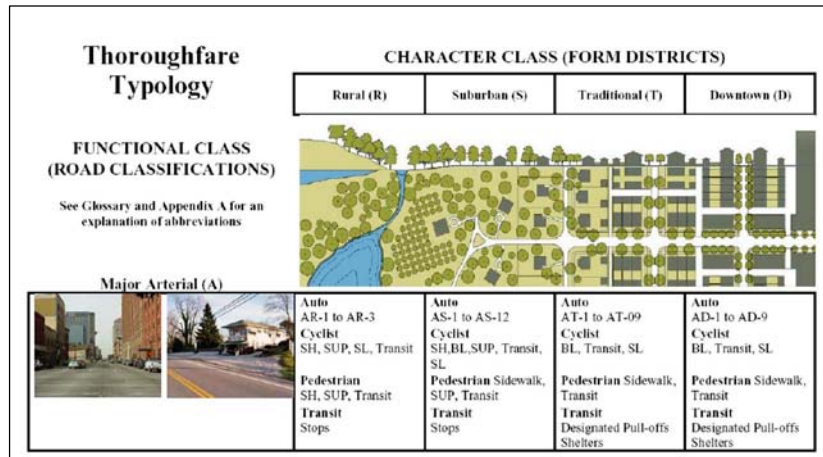 Thoroughfare
Typology
CHARACTER CLASS (FORM DISTRICTS)
Rural (R)
Suburban (S)
Traditional (T)
Downtown (D)
FUNCTIONAL CLASS
(ROAD CLASSIFICATIONS)
See Glossary and Appendix A for an
explanation of abbreviations
Major Arterial (A)
Auto
AR-1 to AR-3
Cyclist
SH, SUP, SL, Transit
Pedestrian
SH, SUP, Transit
Transit
Stops
Auto
AS-1 to AS-12
Cyclist
SH,BL,SUP, Transit,
SL
Pedestrian Sidewalk,
SUP, Transit
Transit
Stops
Auto
AT-1 to AT-09
Cyclist
BL, Transit, SL
Pedestrian Sidewalk,
Transit
Transit
Designated Pull-offs
Shelters
Auto
AD-1 to AD-9
Cyclist
BL, Transit, SL
Pedestrian Sidewalk,
Transit
Transit
Designated Pull-offs
Shelters